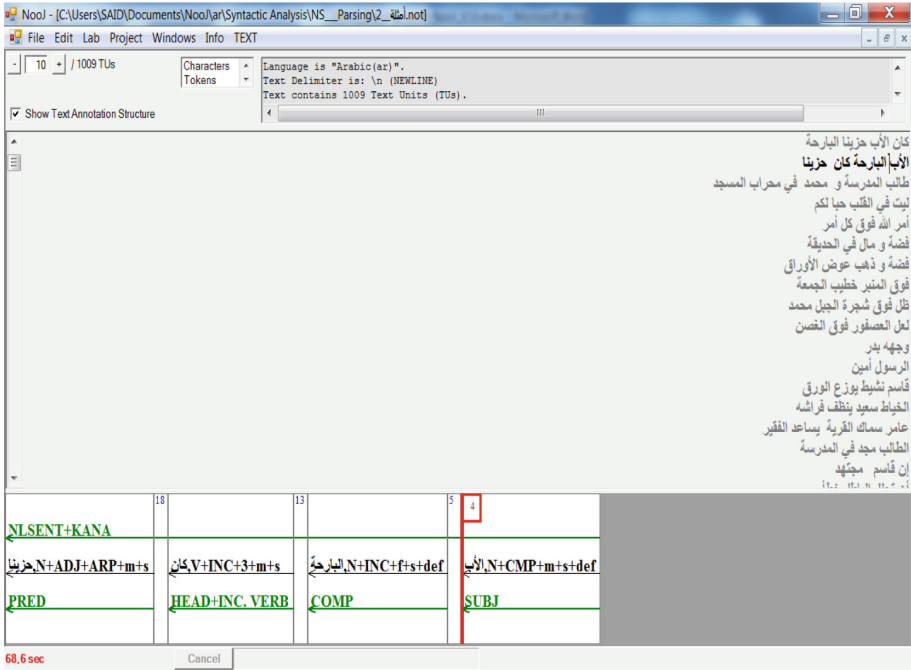 NooJ - [C:\Users\SAID\Documents\NooJ\ar\Syntactic Analysis\NS__Parsing\2__أمثلة.not]
File Edit Lab Project Windows Info TEXT
- 10 + / 1009 TUs
Characters
Tokens
Language is "Arabic(ar)".
Text Delimiter is: \n (NEWLINE)
Text contains 1009 Text Units (TUs).
Show Text Annotation Structure
كان الأب حزينا البارحة
الأب البارحة كان حزينا
طالب المدرسة و محمد في محراب المسجد
ليت في القلب حبا لكم
أمر الله فوق كل أمر
فضة و مال في الحديقة
فضة و ذهب عوض الأوراق
فوق المنبر خطيب الجمعة
ظل فوق شجرة الجبل محمد
لعل العصفور فوق الغصن
وجهه بدر
الرسول أمين
قاسم نشيط يوزع الورق
الخياط سعيد ينظف فراشه
عامر سماك القرية يساعد الفقير
الطالب مجد في المدرسة
إن قاسم مجتهد
18 13 5 4
NLSENT+KANA
حزينا,N+ADJ+ARP+m+s كان,V+INC+3+m+s البارحة,N+INC+f+s+def الأب,N+CMP+m+s+def
PRED HEAD+INC. VERB COMP SUBJ
68,6 sec Cancel